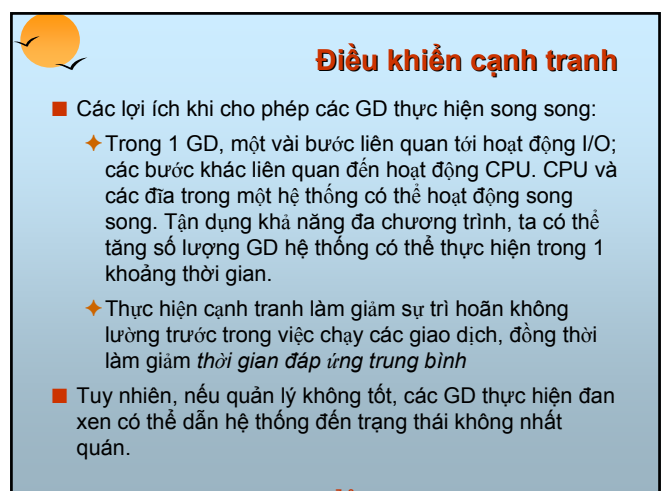 Điều khiển cạnh tranh
Các lợi ích khi cho phép các GD thực hiện song song:
Trong 1 GD, một vài bước liên quan tới hoạt động I/O;
các bước khác liên quan đến hoạt động CPU. CPU và
các đĩa trong một hệ thống có thể hoạt động song
song. Tận dụng khả năng đa chương trình, ta có thể
tăng số lượng GD hệ thống có thể thực hiện trong 1
khoảng thời gian.
Thực hiện cạnh tranh làm giảm sự trì hoãn không
lường trước trong việc chạy các giao dịch, đồng thời
làm giảm thời gian đáp ứng trung bình
Tuy nhiên, nếu quản lý không tốt, các GD thực hiện đan
xen có thể dẫn hệ thống đến trạng thái không nhất
quán.